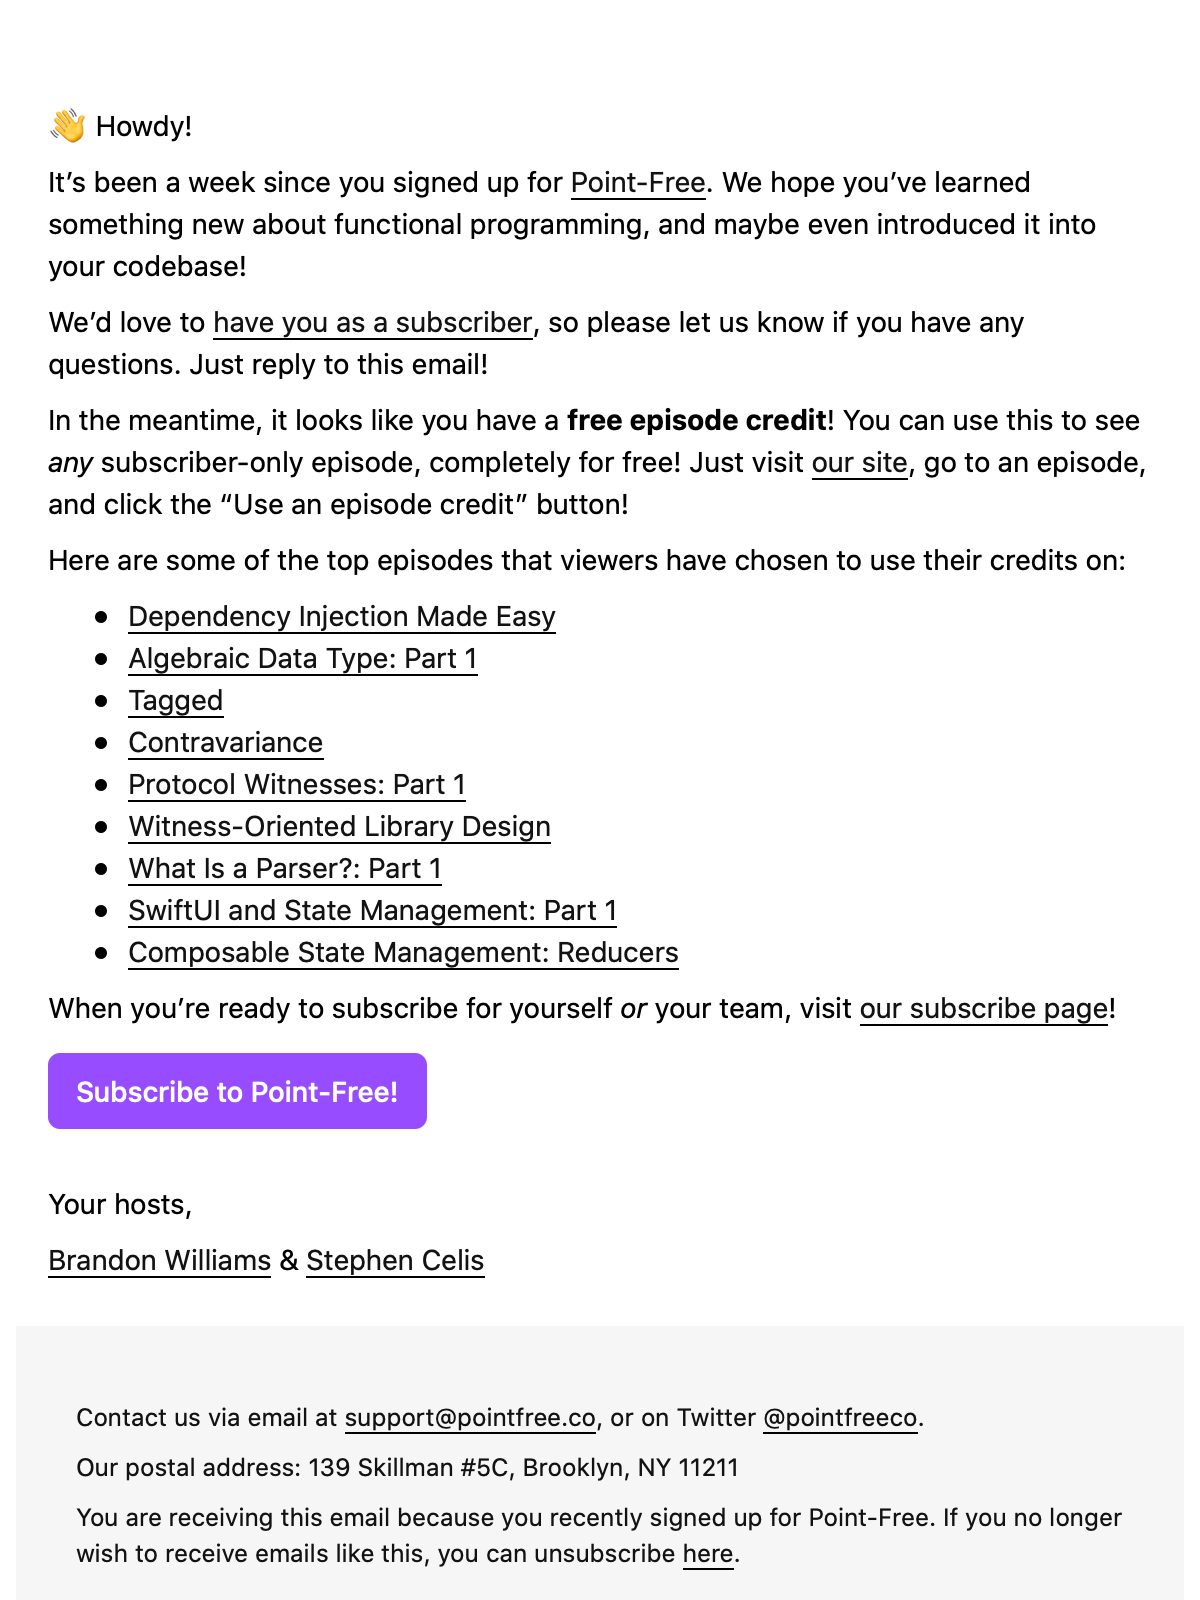 👋 Howdy!
It’s been a week since you signed up for Point-Free. We hope you’ve learned
something new about functional programming, and maybe even introduced it into
your codebase!
We’d love to have you as a subscriber, so please let us know if you have any
questions. Just reply to this email!
In the meantime, it looks like you have a free episode credit! You can use this to see
any subscriber-only episode, completely for free! Just visit our site, go to an episode,
and click the “Use an episode credit” button!
Here are some of the top episodes that viewers have chosen to use their credits on:
• Dependency Injection Made Easy
• Algebraic Data Type: Part 1
• Tagged
• Contravariance
• Protocol Witnesses: Part 1
• Witness-Oriented Library Design
• What Is a Parser?: Part 1
• SwiftUI and State Management: Part 1
• Composable State Management: Reducers
When you’re ready to subscribe for yourself or your team, visit our subscribe page!
Subscribe to Point-Free!
Your hosts,
Brandon Williams & Stephen Celis
Contact us via email at support@pointfree.co, or on Twitter @pointfreeco.
Our postal address: 139 Skillman #5C, Brooklyn, NY 11211
You are receiving this email because you recently signed up for Point-Free. If you no longer
wish to receive emails like this, you can unsubscribe here.